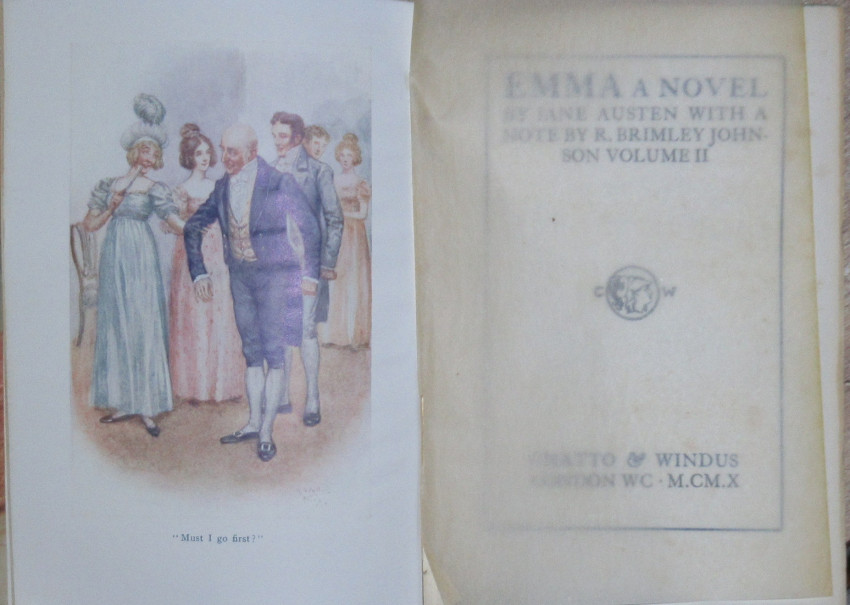 "Must I go first?"
EMMA A NOVEL
BY JANE AUSTEN WITH A
NOTE BY R. BRIMLEY JOHN-
SON VOLUME II
C W
CHATTO & WINDUS
LONDON WC · M.CM.X